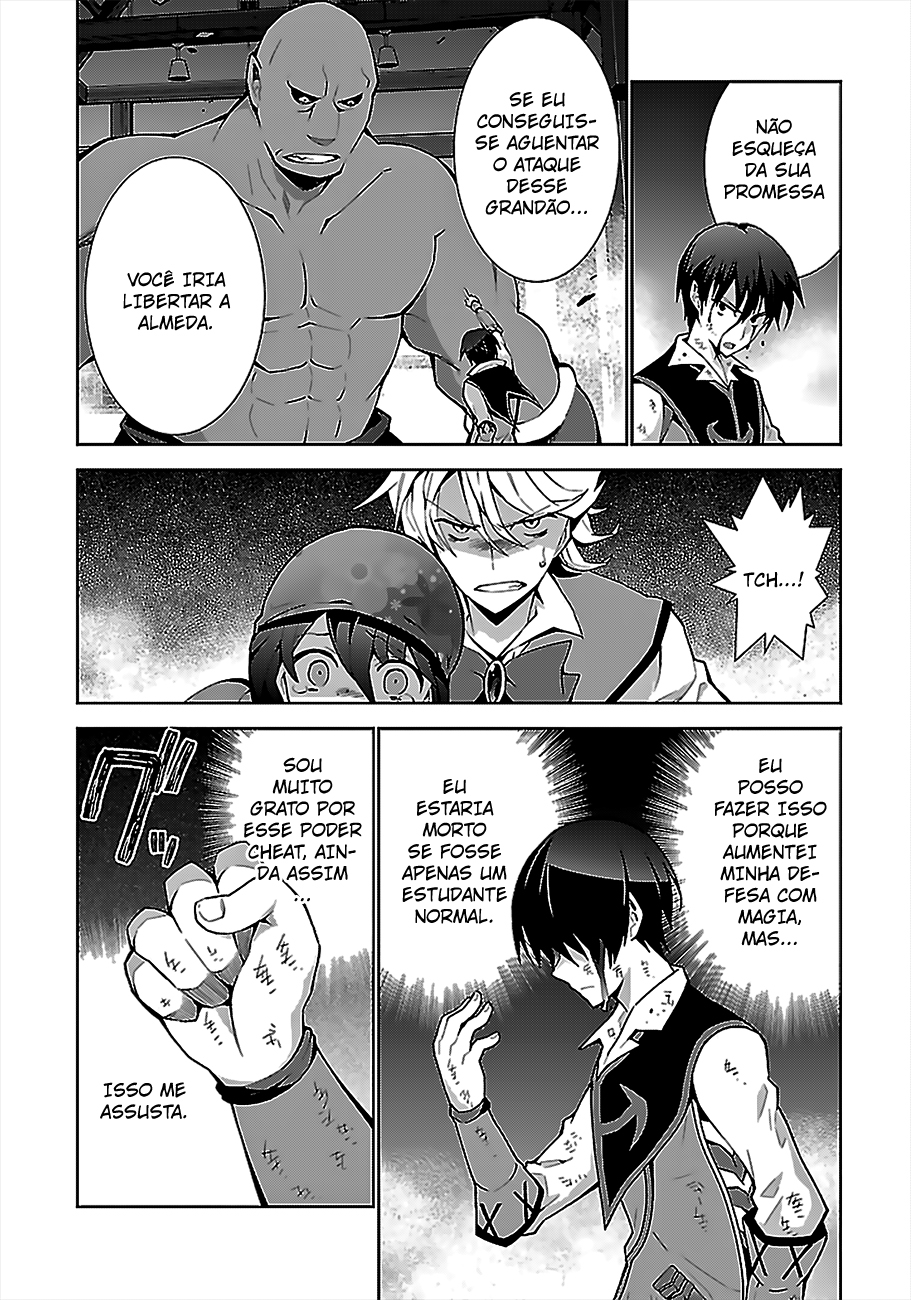 NÃO
ESQUEÇA
DA SUA
PROMESSA
SE EU
CONSEGUIS-
SE AGUENTAR
O ATAQUE
DESSE
GRANDÃO...
VOCÊ IRIA
LIBERTAR A
ALMEDA.
TCH...!
EU
POSSO
FAZER ISSO
PORQUE
AUMENTEI
MINHA DE-
FESA COM
MAGIA,
MAS...
EU
ESTARIA
MORTO
SE FOSSE
APENAS UM
ESTUDANTE
NORMAL.
SOU
MUITO
GRATO POR
ESSE PODER
CHEAT, AIN-
DA ASSIM
...
ISSO ME
ASSUSTA.